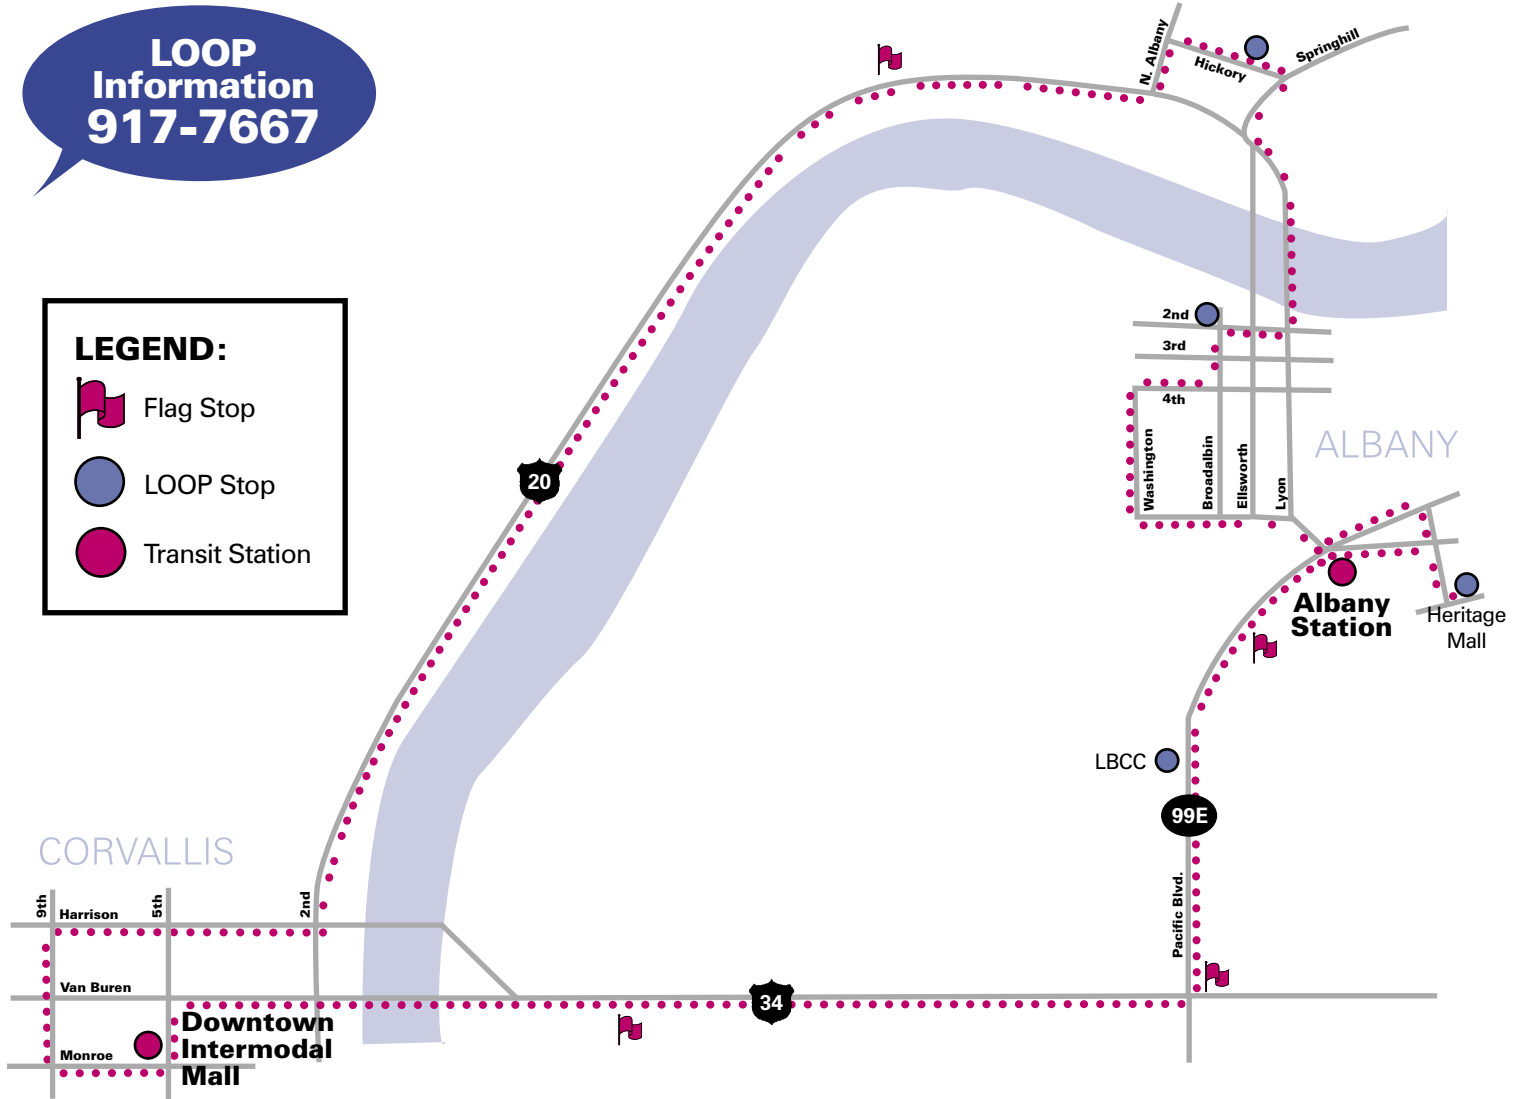 LOOP
Information
917-7667
N. Albany
Hickory
Springhill
LEGEND:
Flag Stop
LOOP Stop
Transit Station
2nd
3rd
4th
Washington
Broadalbin
Ellsworth
Lyon
ALBANY
20
Albany
Station
Heritage
Mall
LBCC
99E
Pacific Blvd.
CORVALLIS
9th
5th
2nd
Harrison
Van Buren
34
Monroe
Downtown
Intermodal
Mall